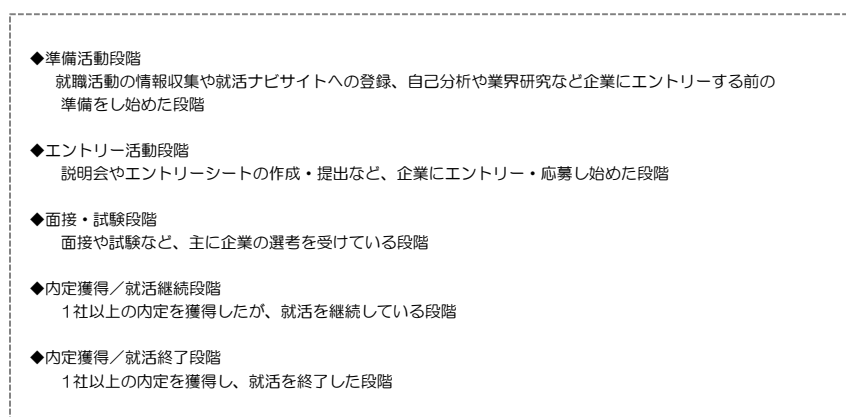 ◆準備活動段階
就職活動の情報収集や就活ナビサイトへの登録、自己分析や業界研究など企業にエントリーする前の
準備をし始めた段階
◆エントリー活動段階
説明会やエントリーシートの作成・提出など、企業にエントリー・応募し始めた段階
◆面接・試験段階
面接や試験など、主に企業の選考を受けている段階
◆内定獲得／就活継続段階
1社以上の内定を獲得したが、就活を継続している段階
◆内定獲得／就活終了段階
1社以上の内定を獲得し、就活を終了した段階